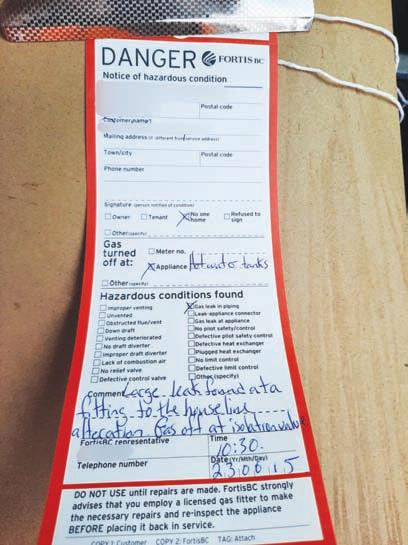 DANGER FORTIS BC
Notice of hazardous condition
Postal code
Customer name
Mailing address (if different from service address)
Town/city Postal code
Phone number
Signature (person notified of condition)
Owner Tenant No one home Refused to sign
Other (specify)
Gas turned off at:
Meter no.
Appliance Hot water tanks
Other (specify)
Hazardous conditions found
Improper venting
Unvented
Obstructed flue/vent
Down draft
Venting deteriorated
No draft diverter
Improper draft diverter
Lack of combustion air
No relief valve
Defective control valve
Gas leak in piping
Leak-appliance connector
Gas leak at appliance
No pilot safety/control
Defective pilot safety control
Defective heat exchanger
Plugged heat exchanger
No limit control
Defective limit control
Other (specify)
Comment Large leak found at a
fitting to the house line
alteration Gas off at isolation valve
FortisBC representative Time
10:30
Telephone number Date (Yr/Mth/Day)
23 06 15
DO NOT USE until repairs are made. FortisBC strongly
advises that you employ a licensed gas fitter to make
the necessary repairs and re-inspect the appliance
BEFORE placing it back in service.
COPY 1: Customer COPY 2: FortisBC TAG: Attach